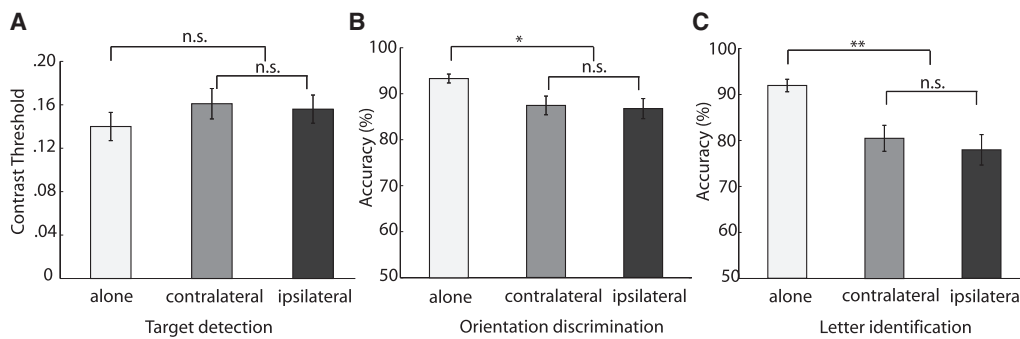 A
n.s.
n.s.
.20
.16
.12
.08
.04
0
Contrast Threshold
alone contralateral ipsilateral
Target detection
B
*
n.s.
100
90
80
70
60
50
Accuracy (%)
alone contralateral ipsilateral
Orientation discrimination
C
**
n.s.
100
90
80
70
60
50
Accuracy (%)
alone contralateral ipsilatera
Letter identification